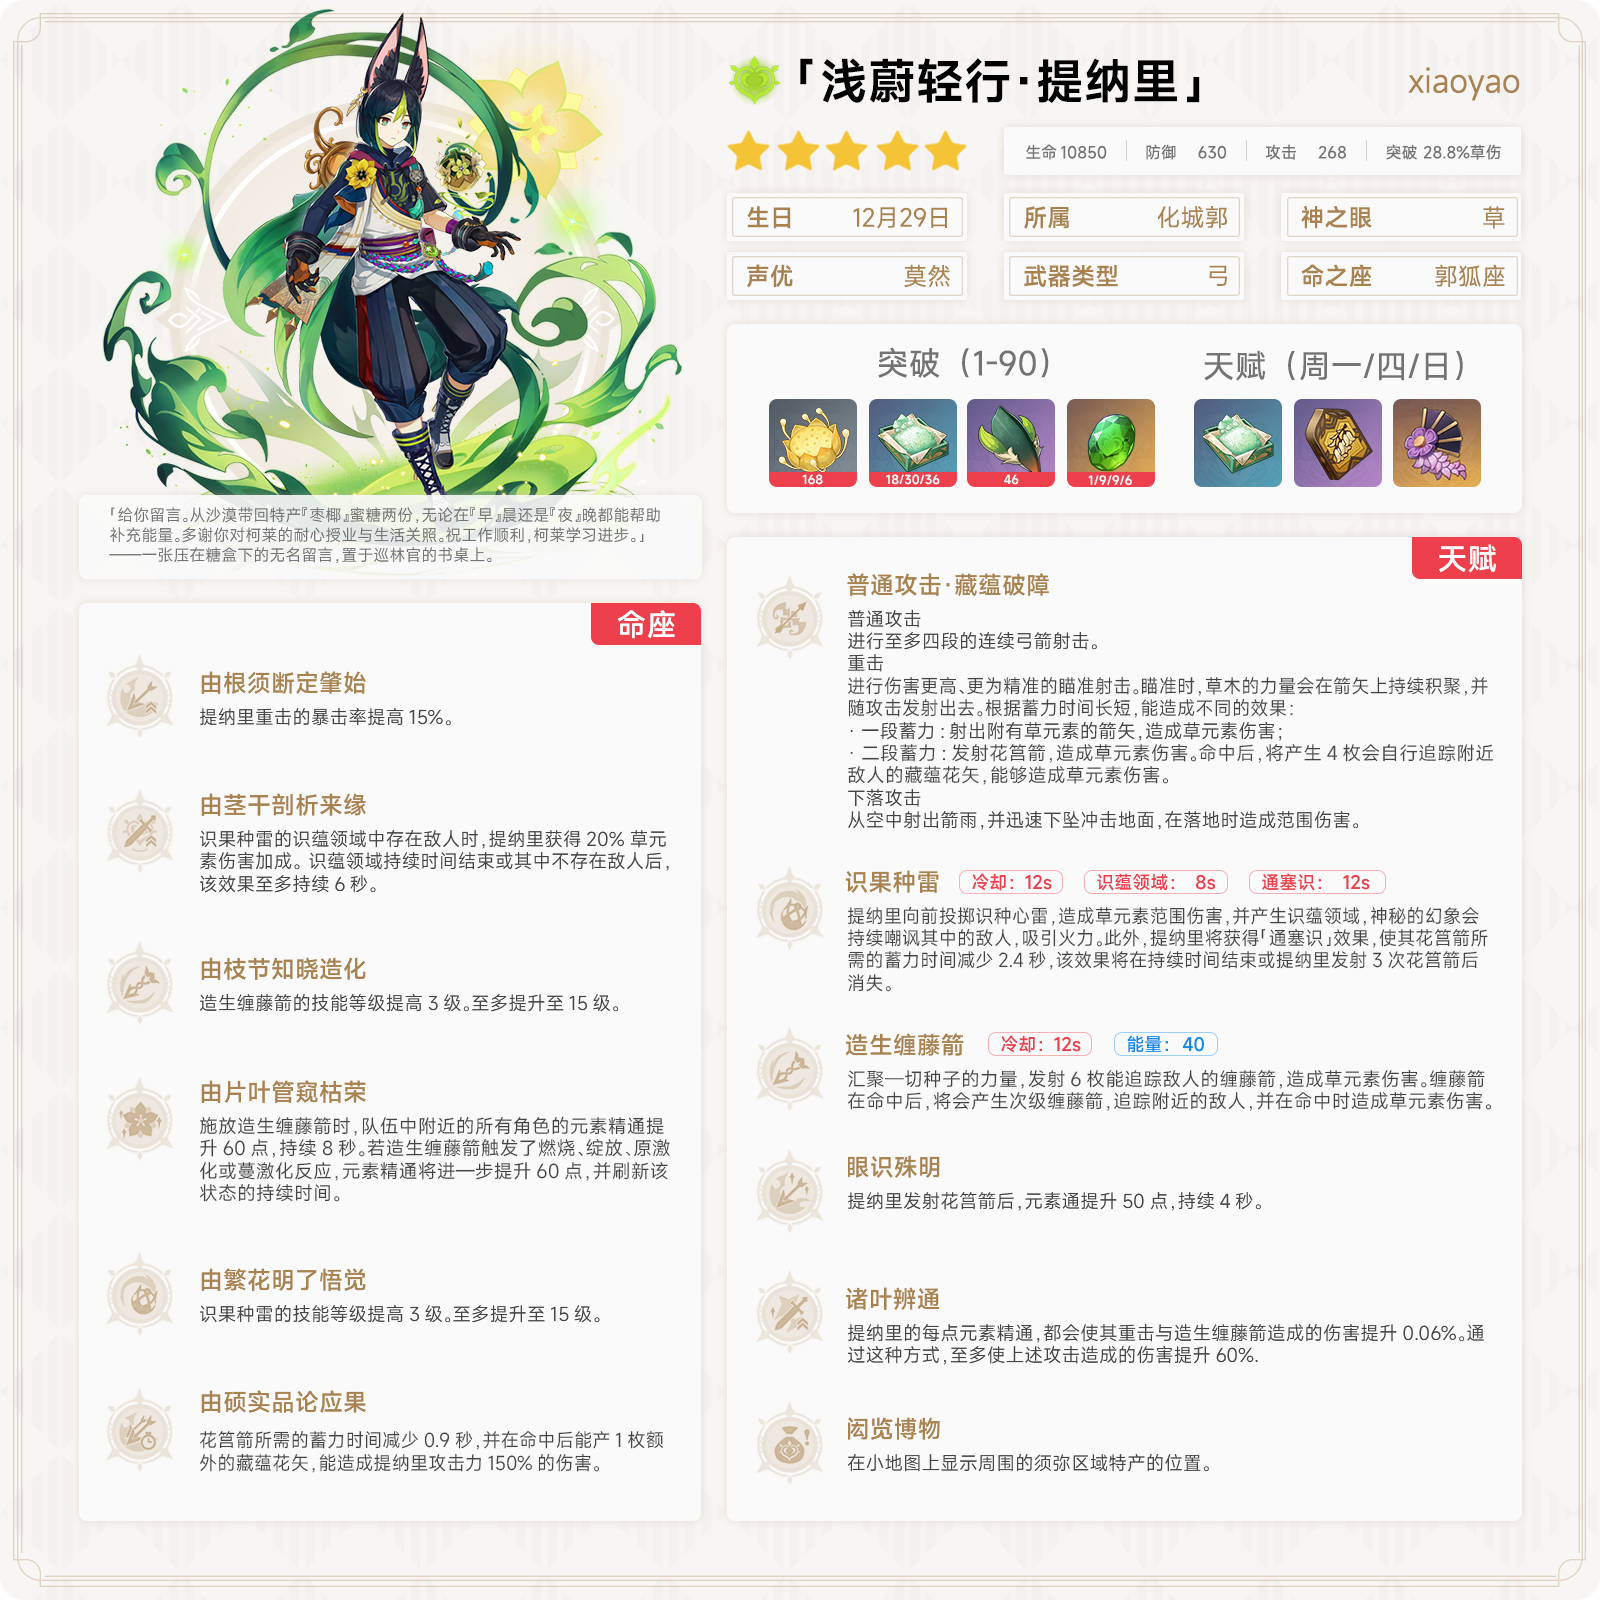 「浅蔚轻行·提纳里」
xiaoyao
生命 10850 防御 630 攻击 268 突破 28.8%草伤
生日 12月29日
所属 化城郭
神之眼 草
声优 莫然
武器类型 弓
命之座 郭狐座
突破（1-90）
168 18/30/36 46 1/9/9/6
天赋（周一/四/日）
「给你留言。从沙漠带回特产『枣椰』蜜糖两份,无论在『早』晨还是『夜』晚都能帮助
补充能量。多谢你对柯莱的耐心授业与生活关照。祝工作顺利,柯莱学习进步。」
——一张压在糖盒下的无名留言,置于巡林官的书桌上。
命座
由根须断定肇始
提纳里重击的暴击率提高 15%。
由茎干剖析来缘
识果种雷的识蕴领域中存在敌人时,提纳里获得 20% 草元
素伤害加成。识蕴领域持续时间结束或其中不存在敌人后,
该效果至多持续 6 秒。
由枝节知晓造化
造生缠藤箭的技能等级提高 3 级。至多提升至 15 级。
由片叶管窥枯荣
施放造生缠藤箭时,队伍中附近的所有角色的元素精通提
升 60 点,持续 8 秒。若造生缠藤箭触发了燃烧、绽放、原激
化或蔓激化反应,元素精通将进一步提升 60 点,并刷新该
状态的持续时间。
由繁花明了悟觉
识果种雷的技能等级提高 3 级。至多提升至 15 级。
由硕实品论应果
花筥箭所需的蓄力时间减少 0.9 秒,并在命中后能产 1 枚额
外的藏蕴花矢,能造成提纳里攻击力 150% 的伤害。
天赋
普通攻击·藏蕴破障
普通攻击
进行至多四段的连续弓箭射击。
重击
进行伤害更高、更为精准的瞄准射击。瞄准时,草木的力量会在箭矢上持续积聚,并
随攻击发射出去。根据蓄力时间长短,能造成不同的效果:
· 一段蓄力:射出附有草元素的箭矢,造成草元素伤害;
· 二段蓄力:发射花筥箭,造成草元素伤害。命中后,将产生 4 枚会自行追踪附近
敌人的藏蕴花矢,能够造成草元素伤害。
下落攻击
从空中射出箭雨,并迅速下坠冲击地面,在落地时造成范围伤害。
识果种雷 冷却：12s 识蕴领域： 8s 通塞识： 12s
提纳里向前投掷识种心雷,造成草元素范围伤害,并产生识蕴领域,神秘的幻象会
持续嘲讽其中的敌人,吸引火力。此外,提纳里将获得「通塞识」效果,使其花筥箭所
需的蓄力时间减少 2.4 秒,该效果将在持续时间结束或提纳里发射 3 次花筥箭后
消失。
造生缠藤箭 冷却：12s 能量：40
汇聚一切种子的力量,发射 6 枚能追踪敌人的缠藤箭,造成草元素伤害。缠藤箭
在命中后,将会产生次级缠藤箭,追踪附近的敌人,并在命中时造成草元素伤害。
眼识殊明
提纳里发射花筥箭后,元素通提升 50 点,持续 4 秒。
诸叶辨通
提纳里的每点元素精通,都会使其重击与造生缠藤箭造成的伤害提升 0.06%。通
过这种方式,至多使上述攻击造成的伤害提升 60%.
闳览博物
在小地图上显示周围的须弥区域特产的位置。